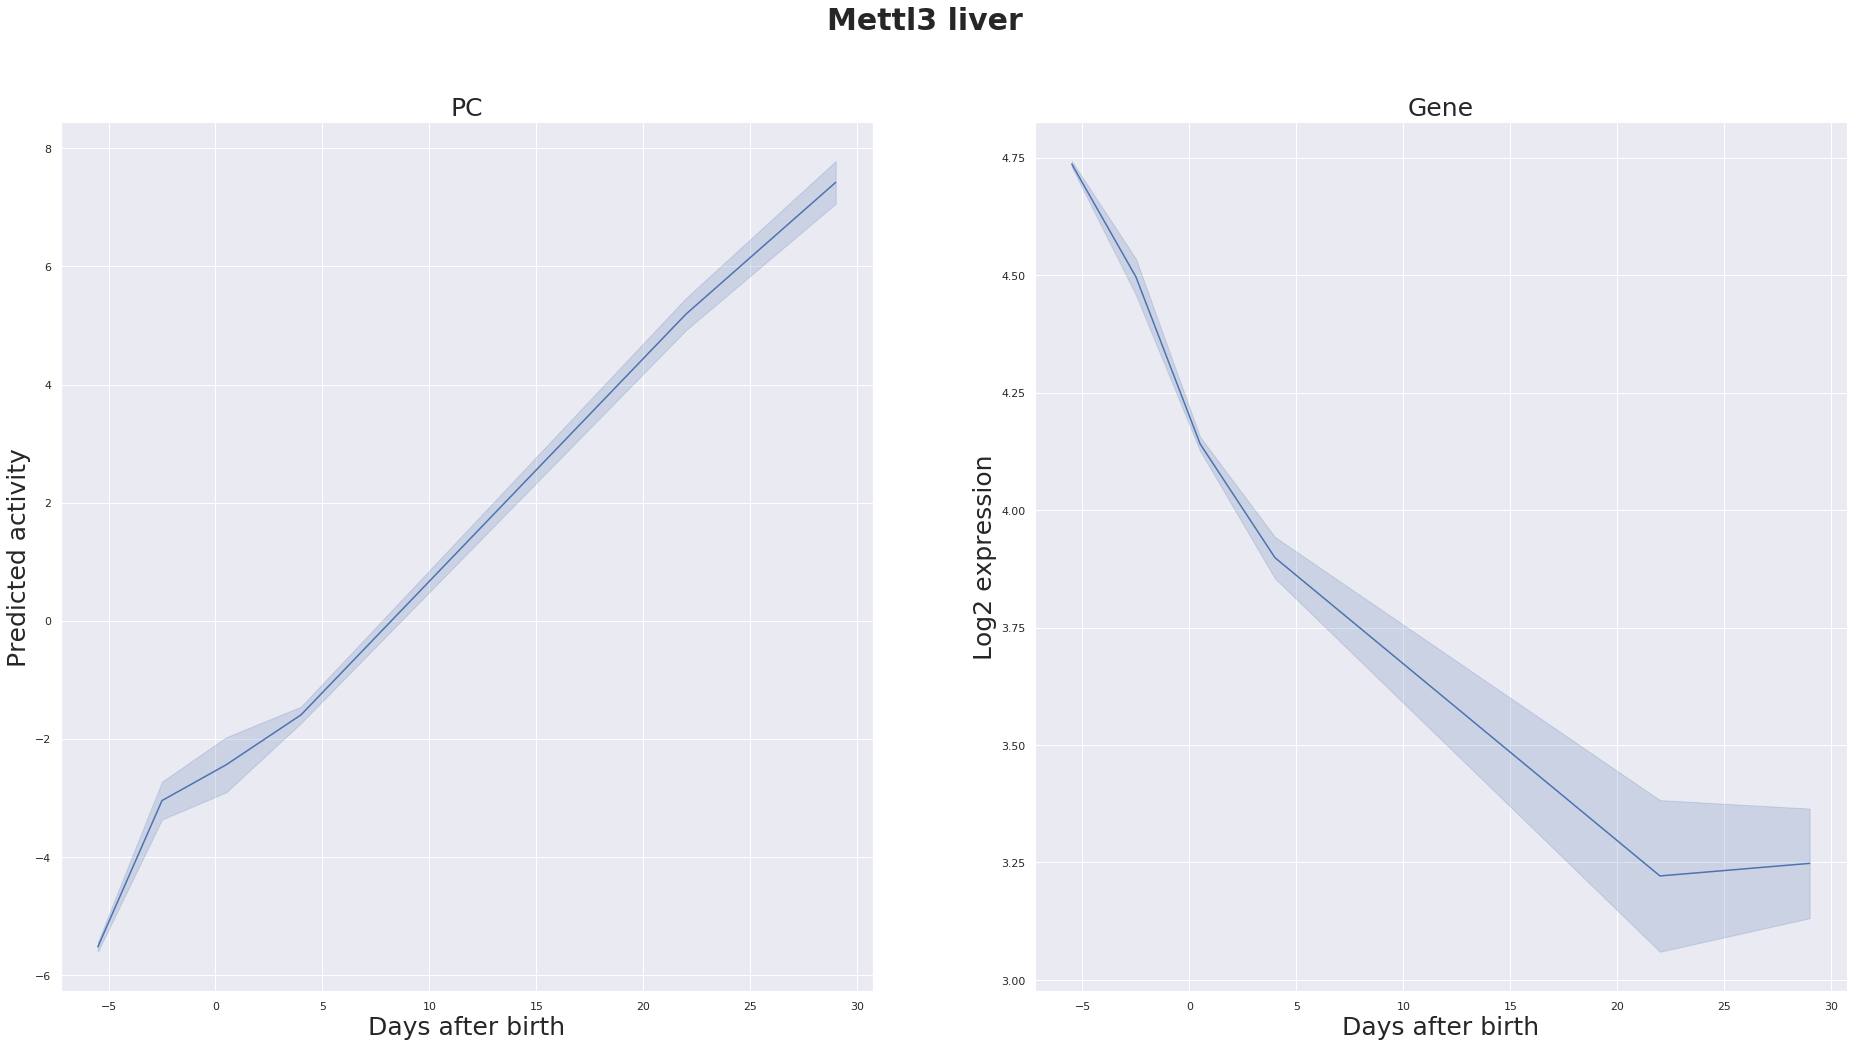 Mettl3 liver
PC
8
6
4
2
0
−2
−4
−6
Predicted activity
−5 0 5 10 15 20 25 30
Days after birth
Gene
4.75
4.50
4.25
4.00
3.75
3.50
3.25
3.00
Log2 expression
−5 0 5 10 15 20 25 30
Days after birth